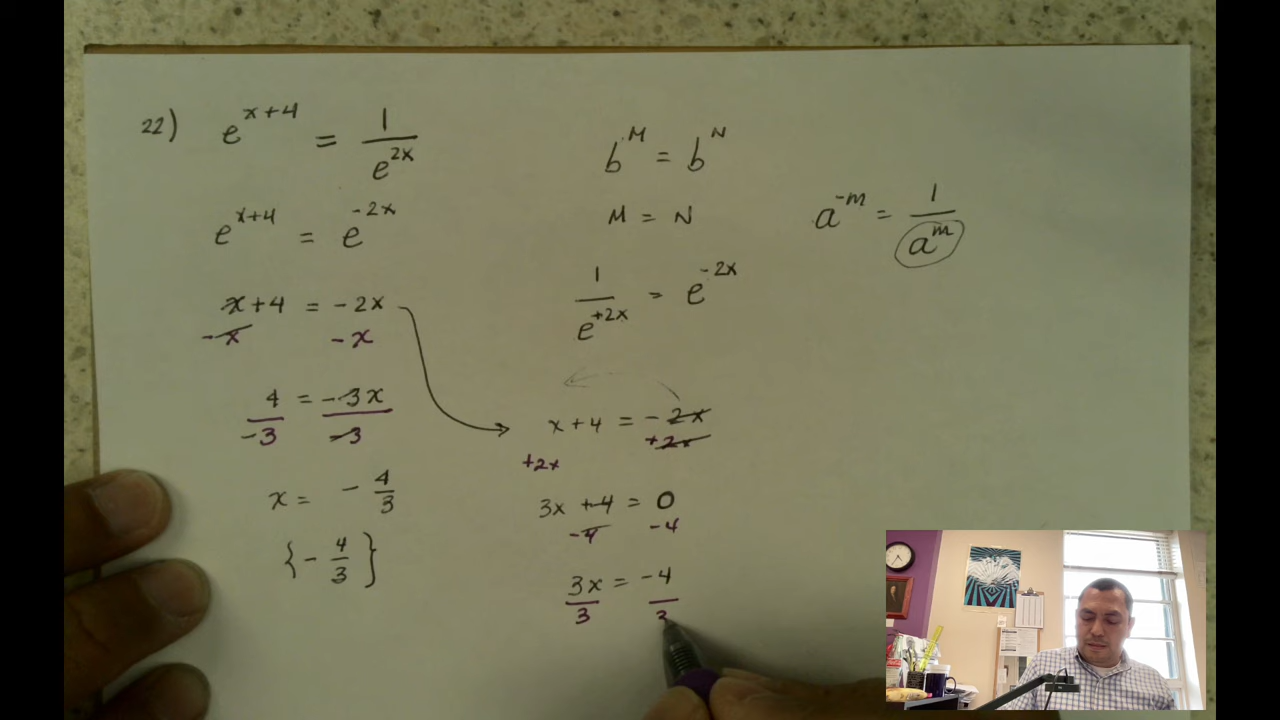 22) e^{x+4} = 1/e^{2x}
e^{x+4} = e^{-2x}
x+4 = -2x
-x -x
4 = -3x
-3 -3
x = -4/3
{-4/3}
b^M = b^N
M = N
1/e^{+2x} = e^{-2x}
x+4 = -2x
+2x +2x
3x +4 = 0
-4 -4
3x = -4
3 3
a^{-m} = 1/a^m